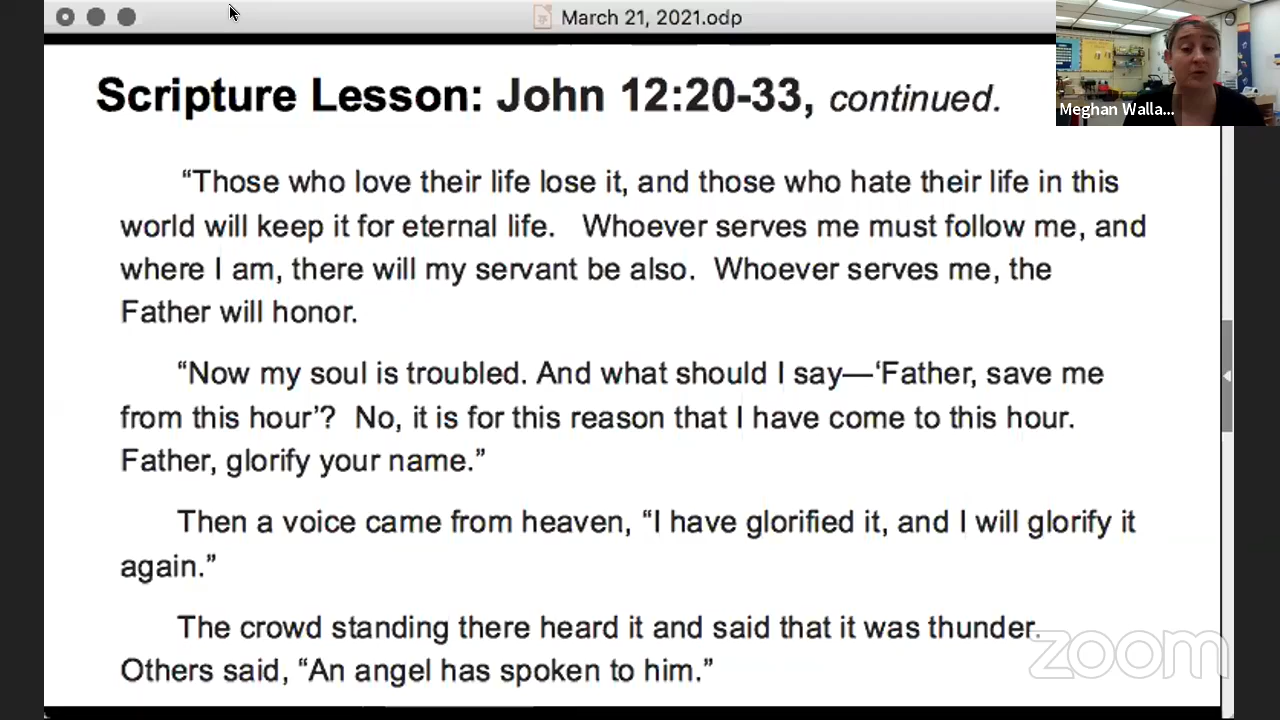 March 21, 2021.odp
Scripture Lesson: John 12:20-33, continued.
Meghan Walla...
“Those who love their life lose it, and those who hate their life in this
world will keep it for eternal life. Whoever serves me must follow me, and
where I am, there will my servant be also. Whoever serves me, the
Father will honor.
“Now my soul is troubled. And what should I say—‘Father, save me
from this hour’? No, it is for this reason that I have come to this hour.
Father, glorify your name.”
Then a voice came from heaven, “I have glorified it, and I will glorify it
again.”
The crowd standing there heard it and said that it was thunder.
Others said, “An angel has spoken to him.”
zoom